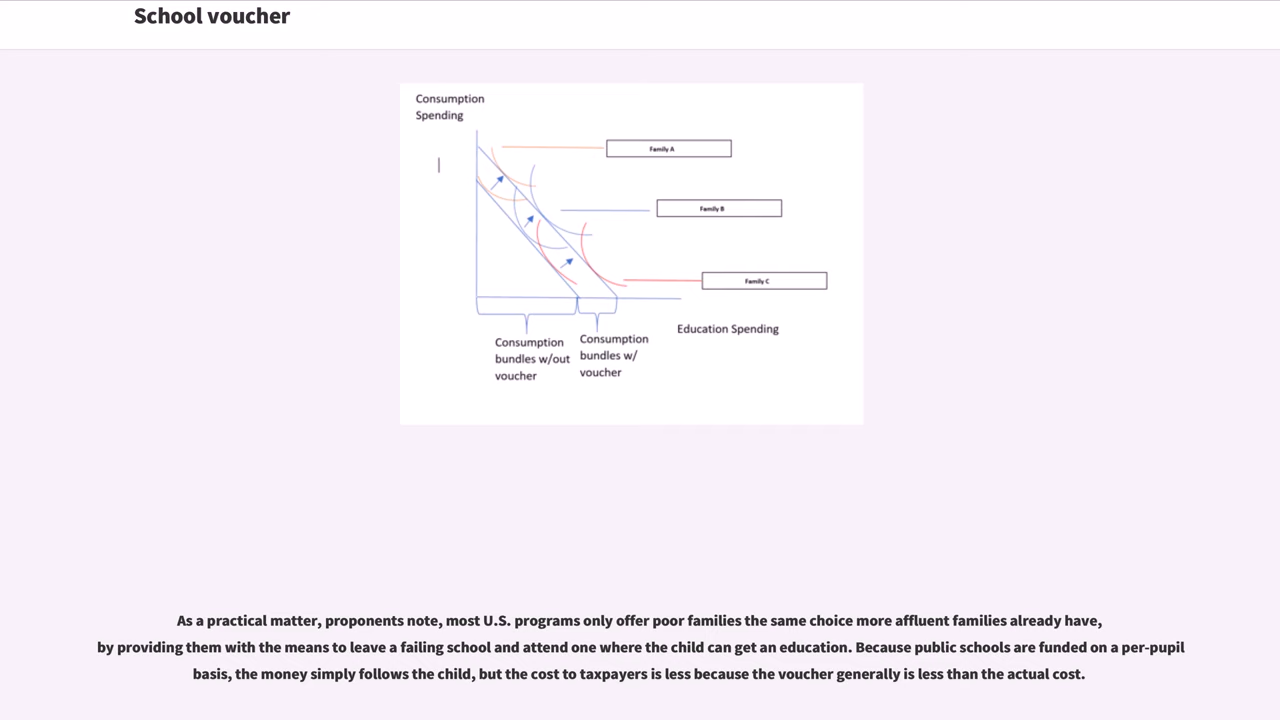 School voucher
Consumption
Spending
Family A
Family B
Family C
Education Spending
Consumption
bundles w/out
voucher
Consumption
bundles w/
voucher
As a practical matter, proponents note, most U.S. programs only offer poor families the same choice more affluent families already have,
by providing them with the means to leave a failing school and attend one where the child can get an education. Because public schools are funded on a per-pupil
basis, the money simply follows the child, but the cost to taxpayers is less because the voucher generally is less than the actual cost.